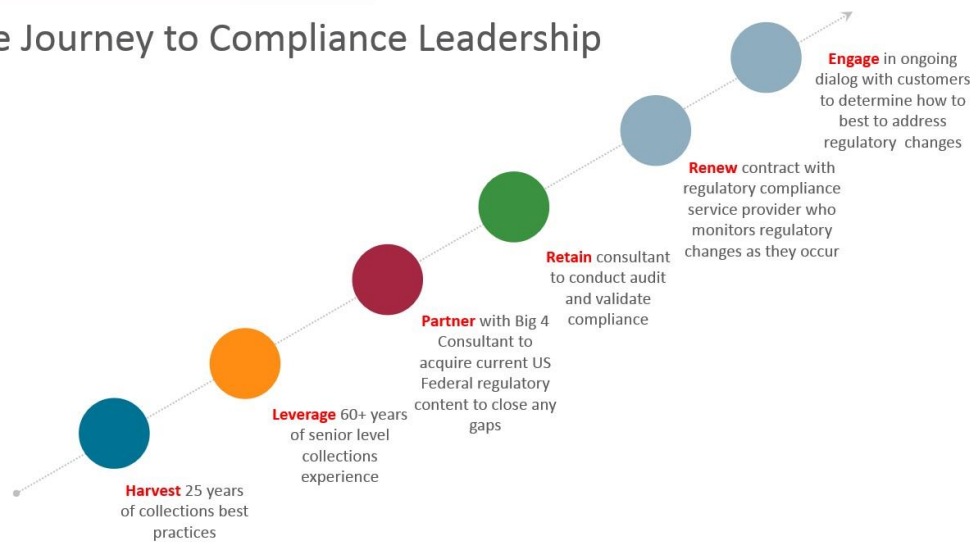 e Journey to Compliance Leadership
Engage in ongoing
dialog with customers
to determine how to
best to address
regulatory changes
Renew contract with
regulatory compliance
service provider who
monitors regulatory
changes as they occur
Retain consultant
to conduct audit
and validate
compliance
Partner with Big 4
Consultant to
acquire current US
Federal regulatory
content to close any
gaps
Leverage 60+ years
of senior level
collections
experience
Harvest 25 years
of collections best
practices